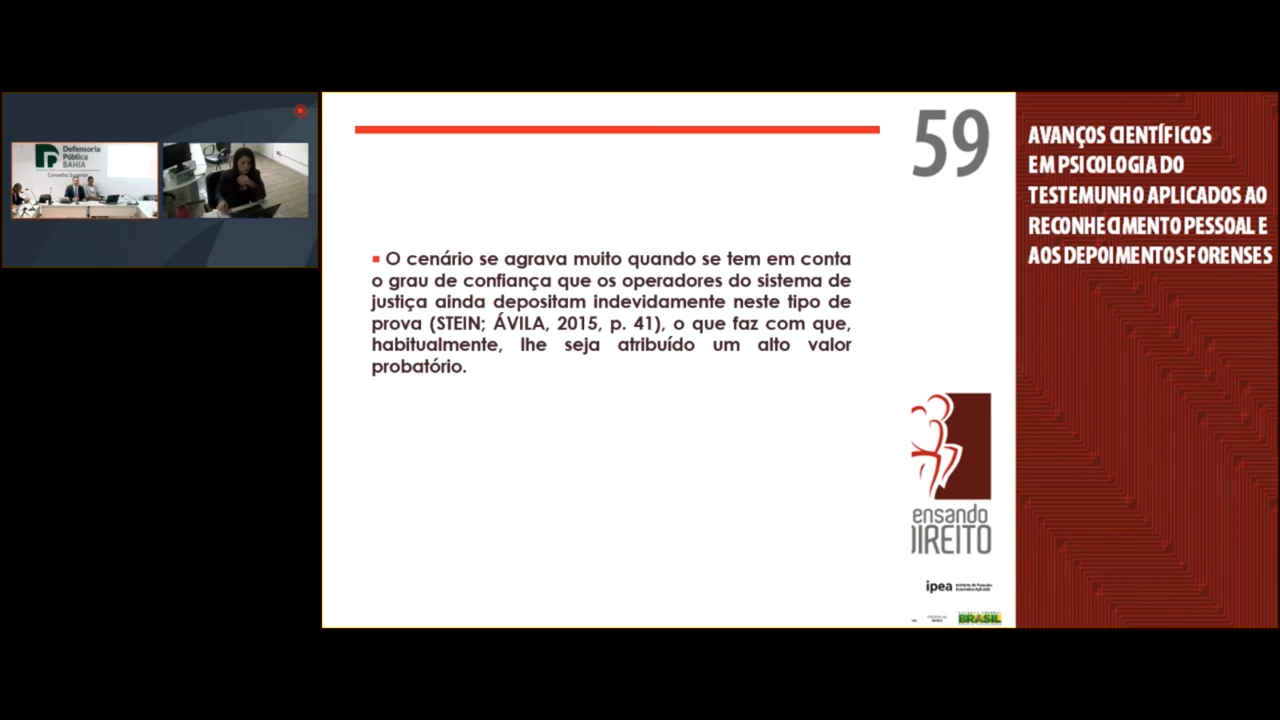 Defensoria
Pública
BAHIA
Conselho Superior
O cenário se agrava muito quando se tem em conta
o grau de confiança que os operadores do sistema de
justiça ainda depositam indevidamente neste tipo de
prova (STEIN; ÁVILA, 2015, p. 41), o que faz com que,
habitualmente, lhe seja atribuído um alto valor
probatório.
59
ensando
DIREITO
ipea
BRASIL
AVANÇOS CIENTÍFICOS
EM PSICOLOGIA DO
TESTEMUNHO APLICADOS AO
RECONHECIMENTO PESSOAL E
AOS DEPOIMENTOS FORENSES